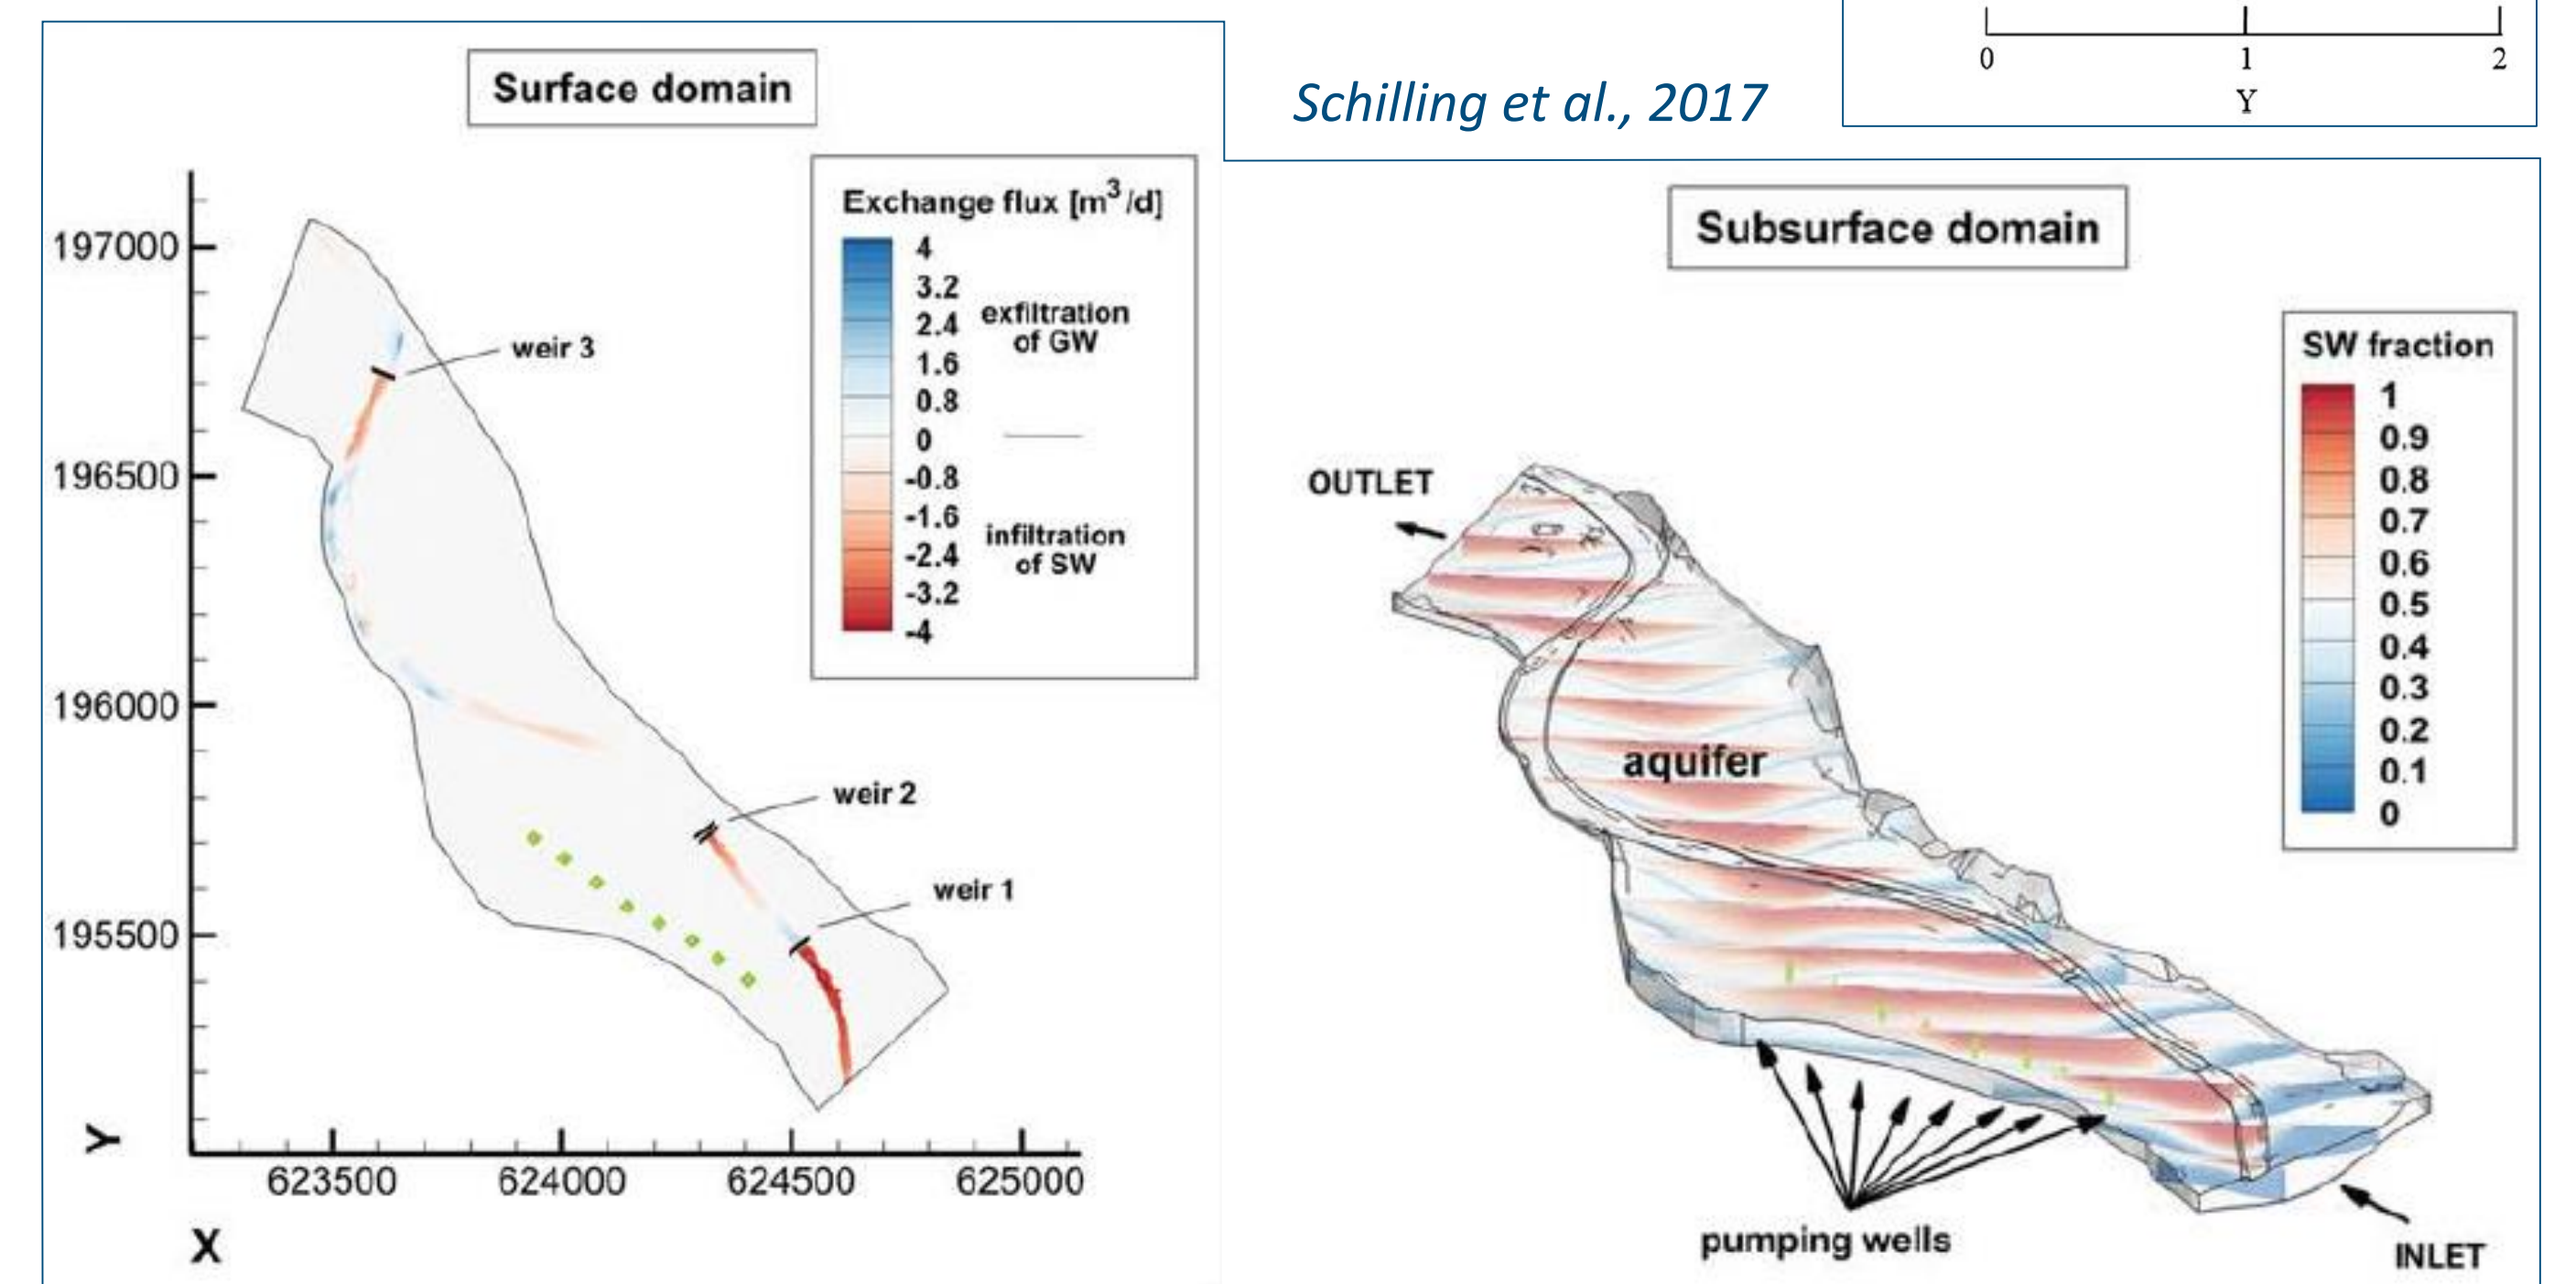 0
1
2
Y
Schilling et al., 2017
Surface domain
Exchange flux [m³/d]
4
3.2
2.4
1.6
0.8
0
-0.8
-1.6
-2.4
-3.2
-4
exfiltration
of GW
infiltration
of SW
197000
196500
196000
195500
Y
623500
624000
624500
625000
X
weir 3
weir 2
weir 1
Subsurface domain
SW fraction
1
0.9
0.8
0.7
0.6
0.5
0.4
0.3
0.2
0.1
0
OUTLET
aquifer
pumping wells
INLET